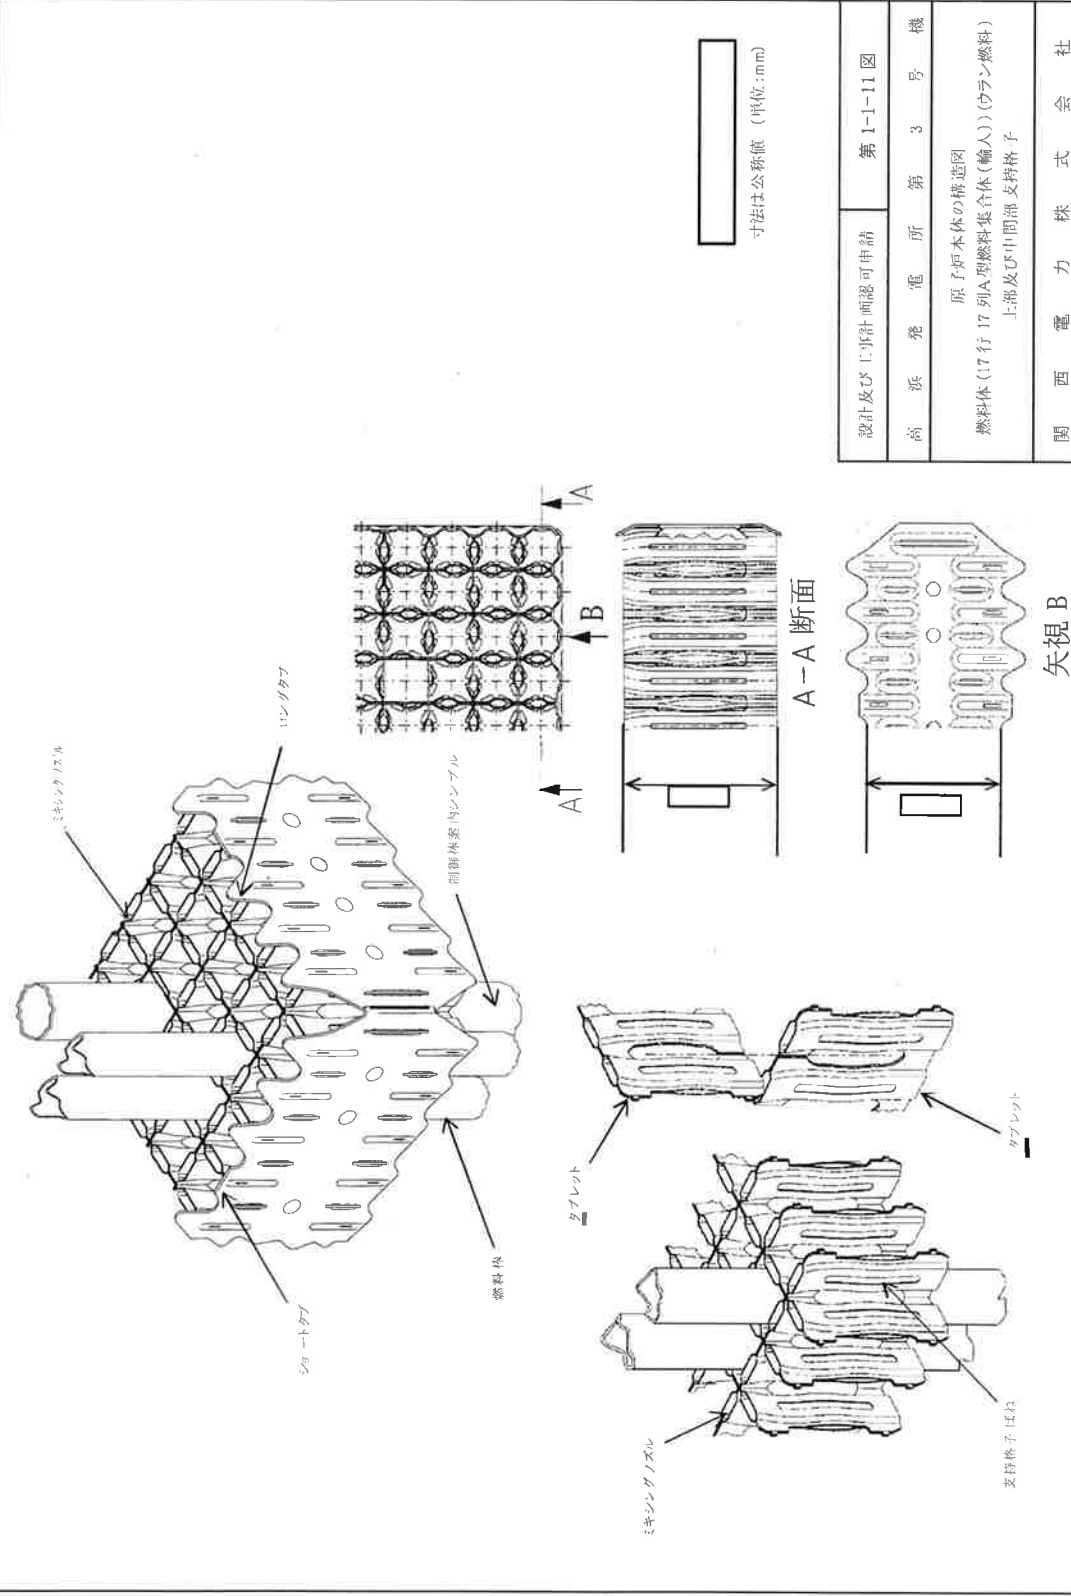 ミキシングノズル
ロングタブ
制御棒案内シンブル
燃料棒
ショートタブ
タブレット
タブレット
ミキシングノズル
支持格子ばね
A
A
B
A－A 断面
矢視 B
寸法は公称値 (単位:mm)
設計及び工事計画認可申請
第 1-1-11 図
高浜発電所第3号機
原子炉本体の構造図
燃料体(17行17列A型燃料集合体(輸入))(ウラン燃料)
上部及び中間部支持格子
関西電力株式会社